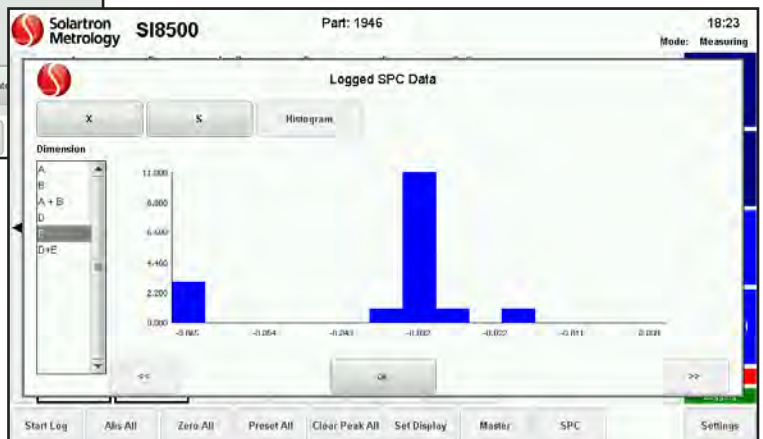 Solartron
Metrology
SI8500
Part: 1946
18:23
Mode: Measuring
Logged SPC Data
X
S
Histogram
Dimension
A
B
A + B
D
D+E
11.000
6.600
4.400
2.200
0.000
-0.054
-0.043
-0.032
-0.022
-0.011
0.000
<<
OK
>>
Start Log
Abs All
Zero All
Preset All
Clear Peak All
Set Display
Master
SPC
Settings